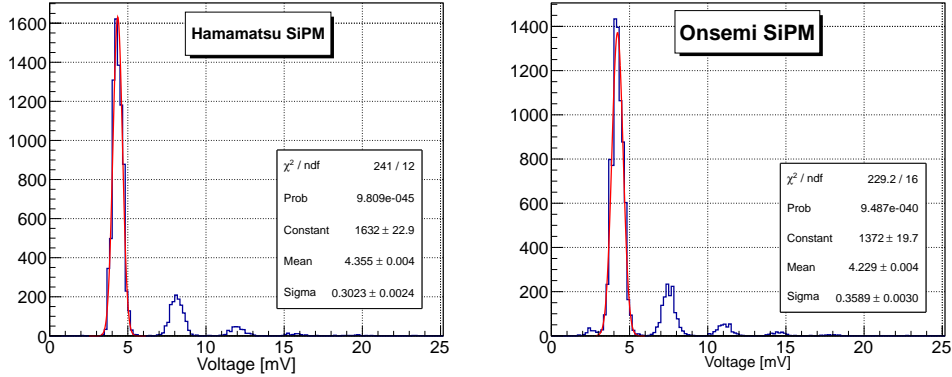 Hamamatsu SiPM
1600
1400
1200
1000
800
600
400
200
0
χ² / ndf 241 / 12
Prob 9.809e-045
Constant 1632 ± 22.9
Mean 4.355 ± 0.004
Sigma 0.3023 ± 0.0024
0 5 10 15 20 25
Voltage [mV]
Onsemi SiPM
1400
1200
1000
800
600
400
200
0
χ² / ndf 229.2 / 16
Prob 9.487e-040
Constant 1372 ± 19.7
Mean 4.229 ± 0.004
Sigma 0.3589 ± 0.0030
0 5 10 15 20 25
Voltage [mV]